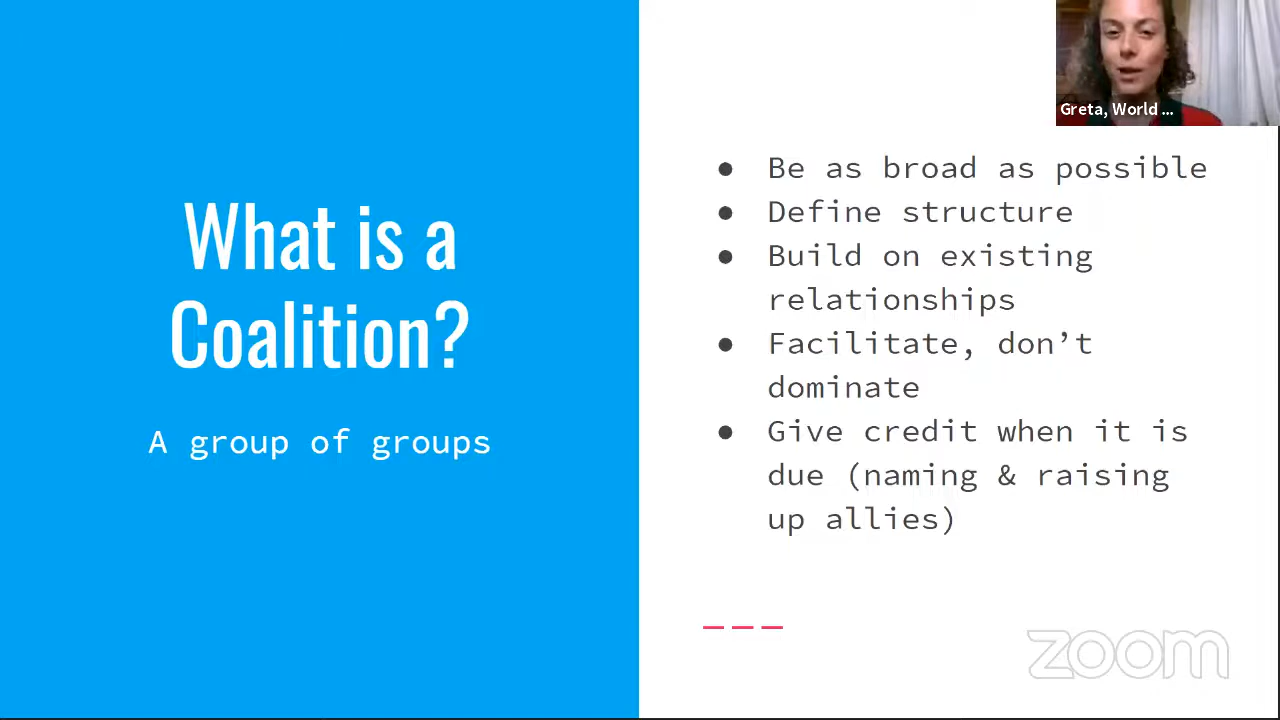 What is a
Coalition?
A group of groups
Greta, World ...
● Be as broad as possible
● Define structure
● Build on existing
relationships
● Facilitate, don’t
dominate
● Give credit when it is
due (naming & raising
up allies)
zoom